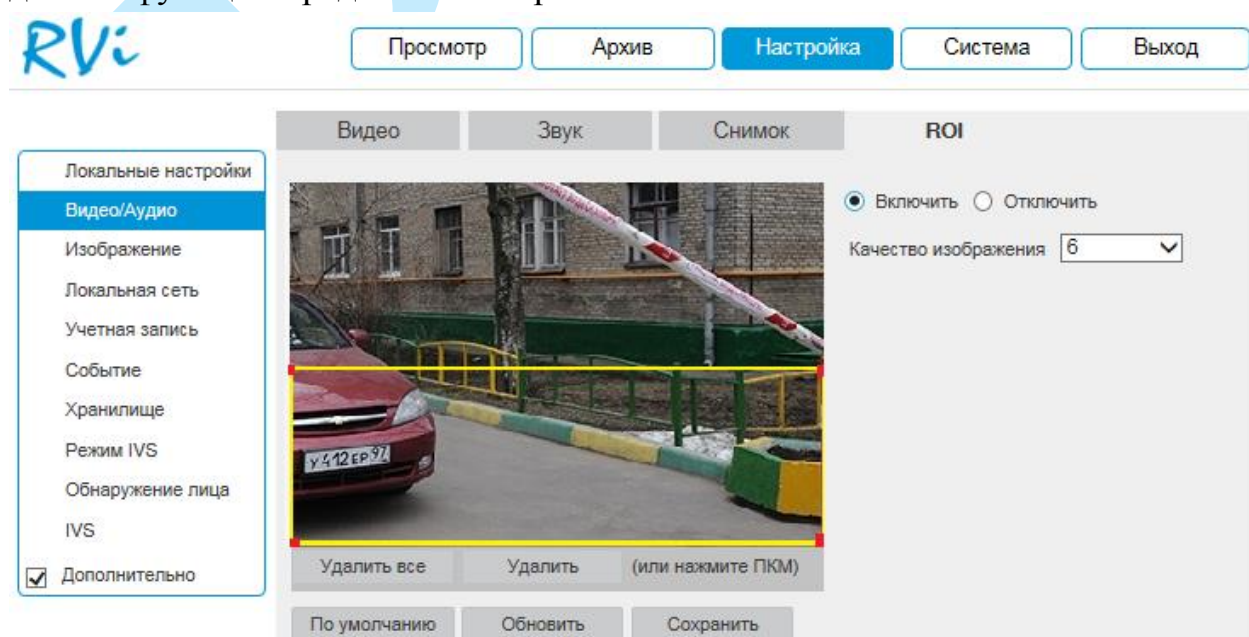 RVi
Просмотр Архив Настройка Система Выход
Видео Звук Снимок ROI
Локальные настройки
Видео/Аудио
Изображение
Локальная сеть
Учетная запись
Событие
Хранилище
Режим IVS
Обнаружение лица
IVS
Дополнительно
У412ЕР97
Включить Отключить
Качество изображения 6
Удалить все Удалить (или нажмите ПКМ)
По умолчанию Обновить Сохранить